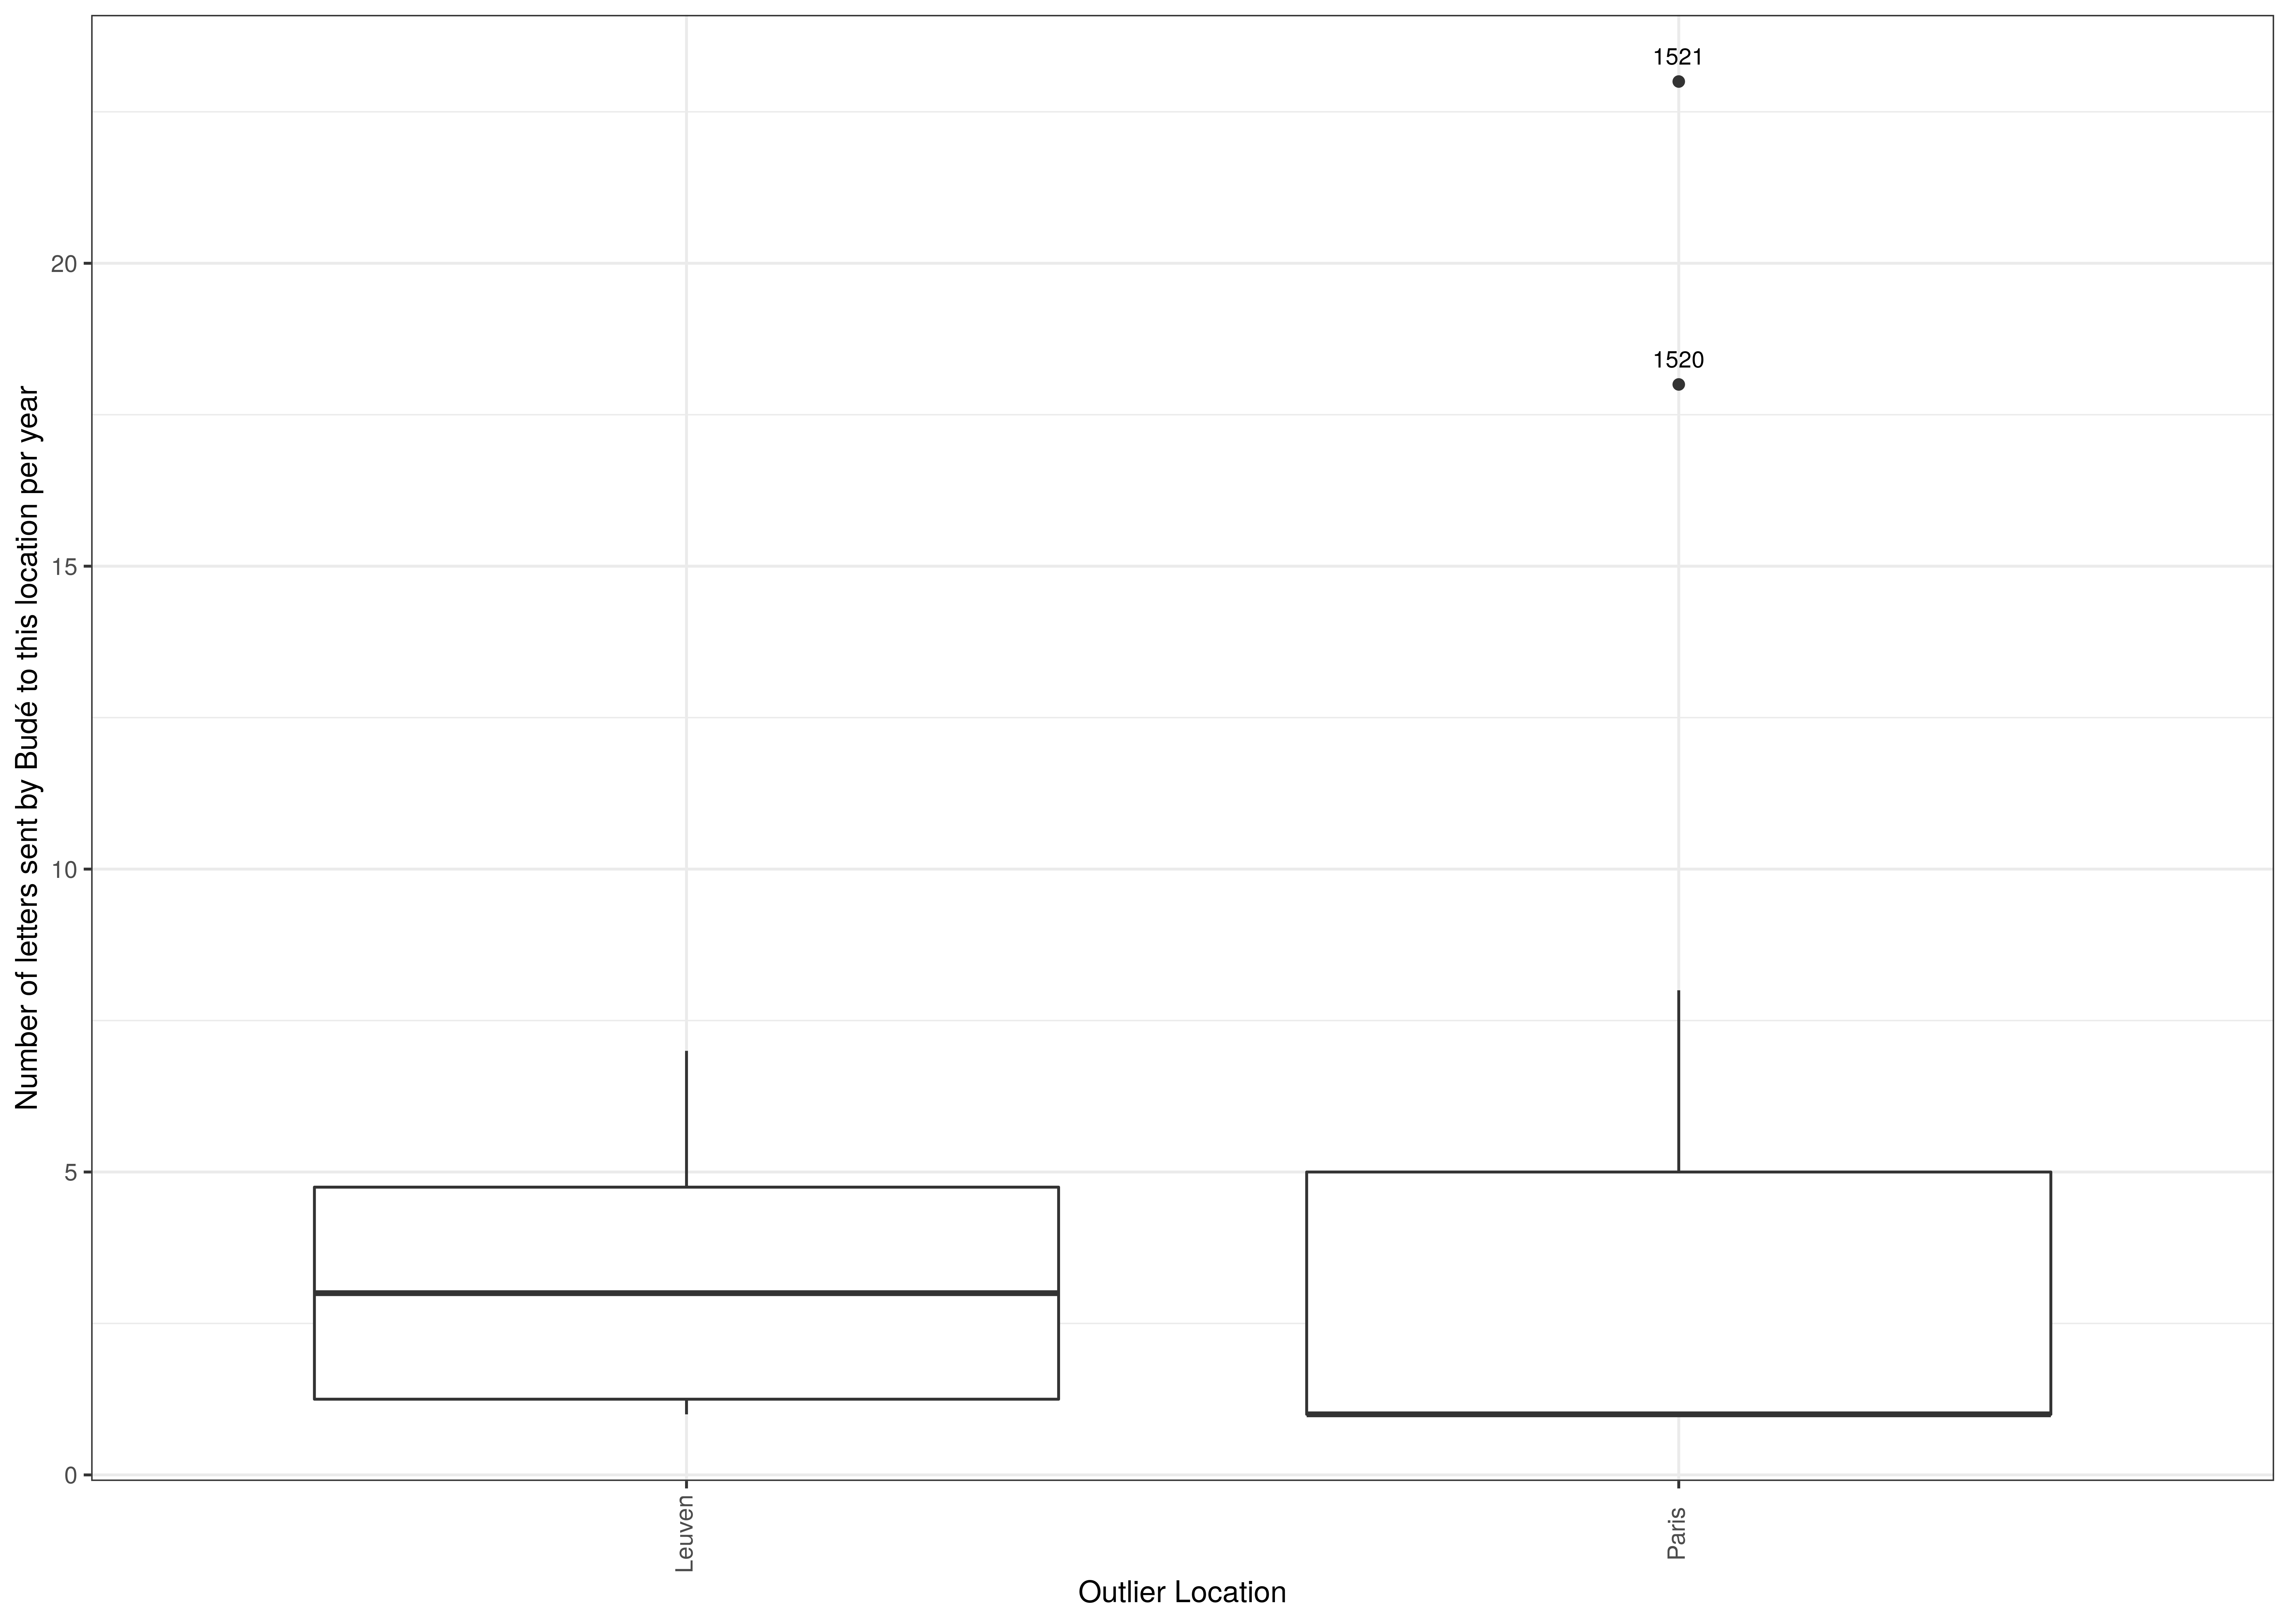 Number of letters sent by Budé to this location per year
20
15
10
5
0
1521
1520
Leuven
Paris
Outlier Location